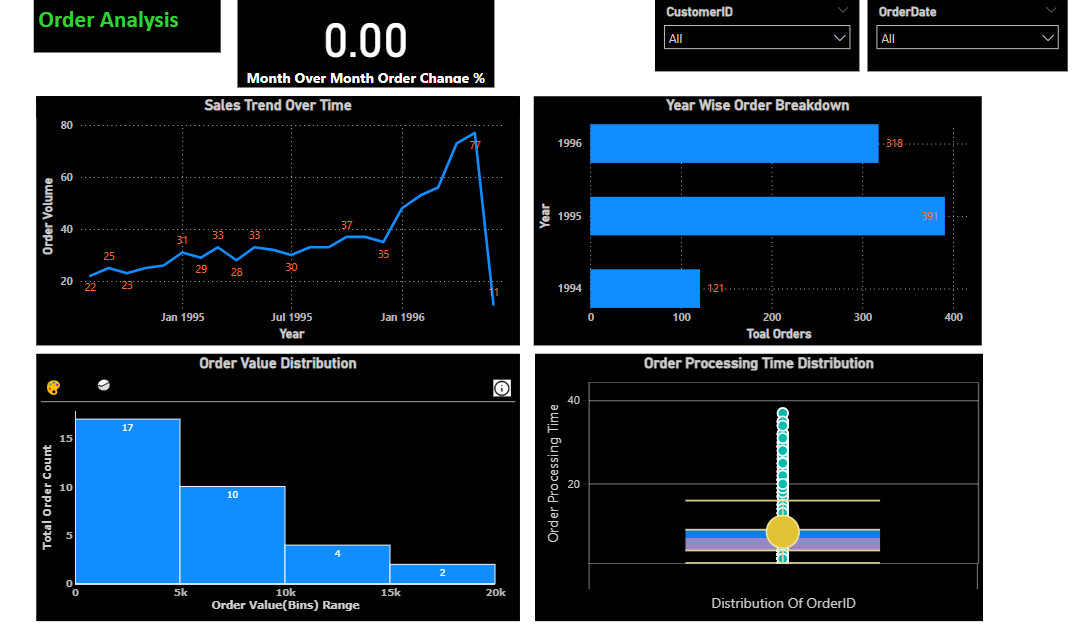 Order Analysis
0.00
Month Over Month Order Change %
CustomerID
All
OrderDate
All
Sales Trend Over Time
Order Volume
80
60
40
20
22
25
23
31
29
33
28
33
30
37
35
77
11
Jan 1995
Jul 1995
Jan 1996
Year
Year Wise Order Breakdown
Year
1996
318
1995
391
1994
121
0
100
200
300
400
Toal Orders
Order Value Distribution
Total Order Count
15
10
5
0
17
10
4
2
0
5k
10k
15k
20k
Order Value(Bins) Range
Order Processing Time Distribution
Order Processing Time
40
20
Distribution Of OrderID